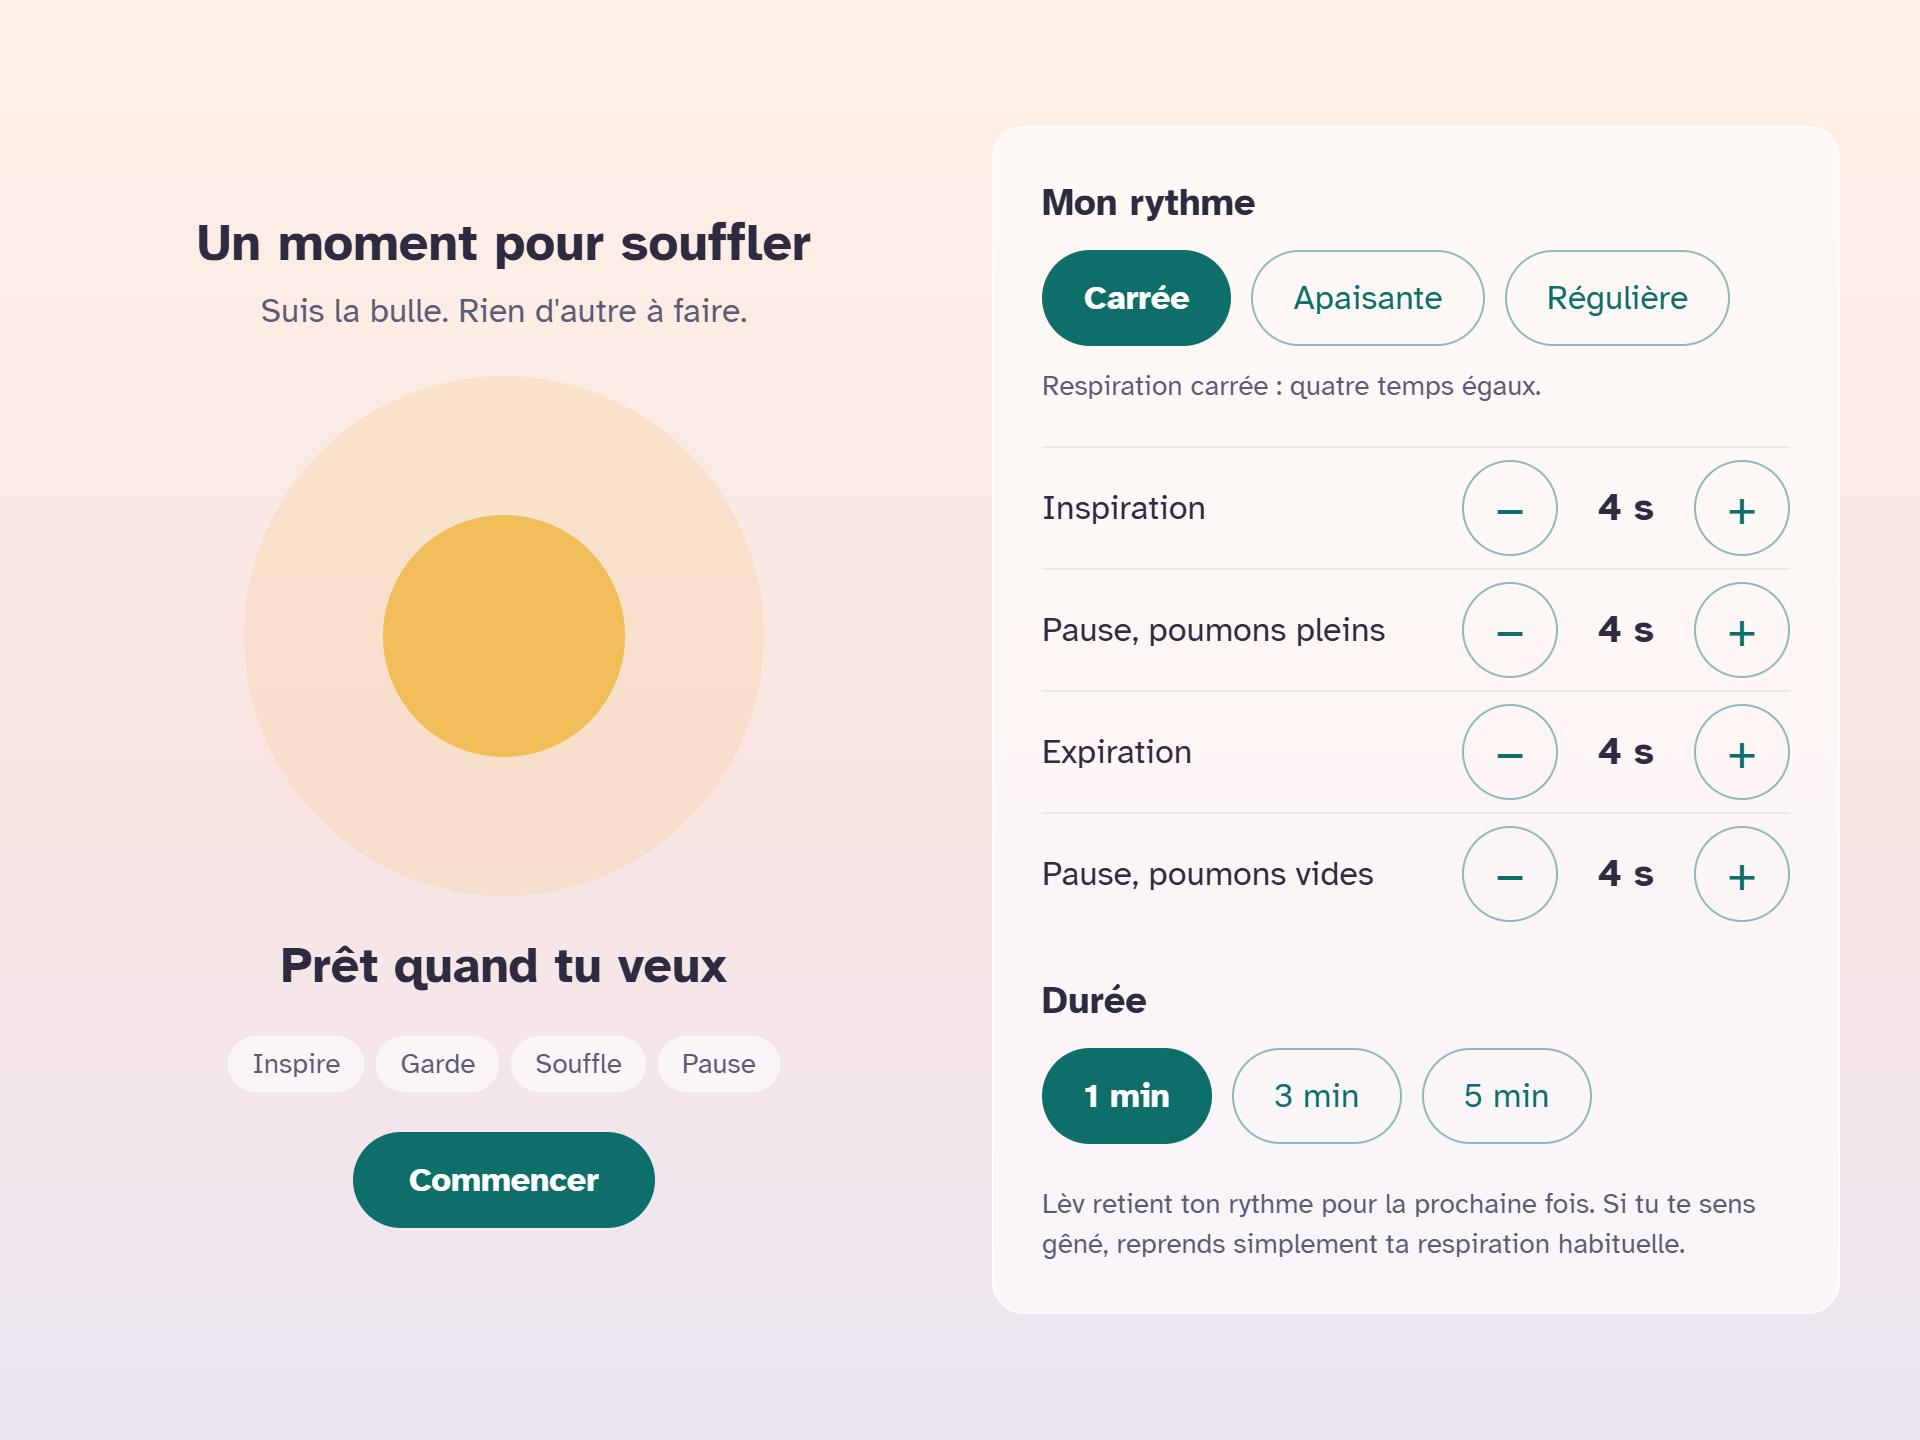 Un moment pour souffler
Suis la bulle. Rien d'autre à faire.
Prêt quand tu veux
Inspire Garde Souffle Pause
Commencer
Mon rythme
Carrée Apaisante Régulière
Respiration carrée : quatre temps égaux.
Inspiration − 4 s +
Pause, poumons pleins − 4 s +
Expiration − 4 s +
Pause, poumons vides − 4 s +
Durée
1 min 3 min 5 min
Lèv retient ton rythme pour la prochaine fois. Si tu te sens
gêné, reprends simplement ta respiration habituelle.